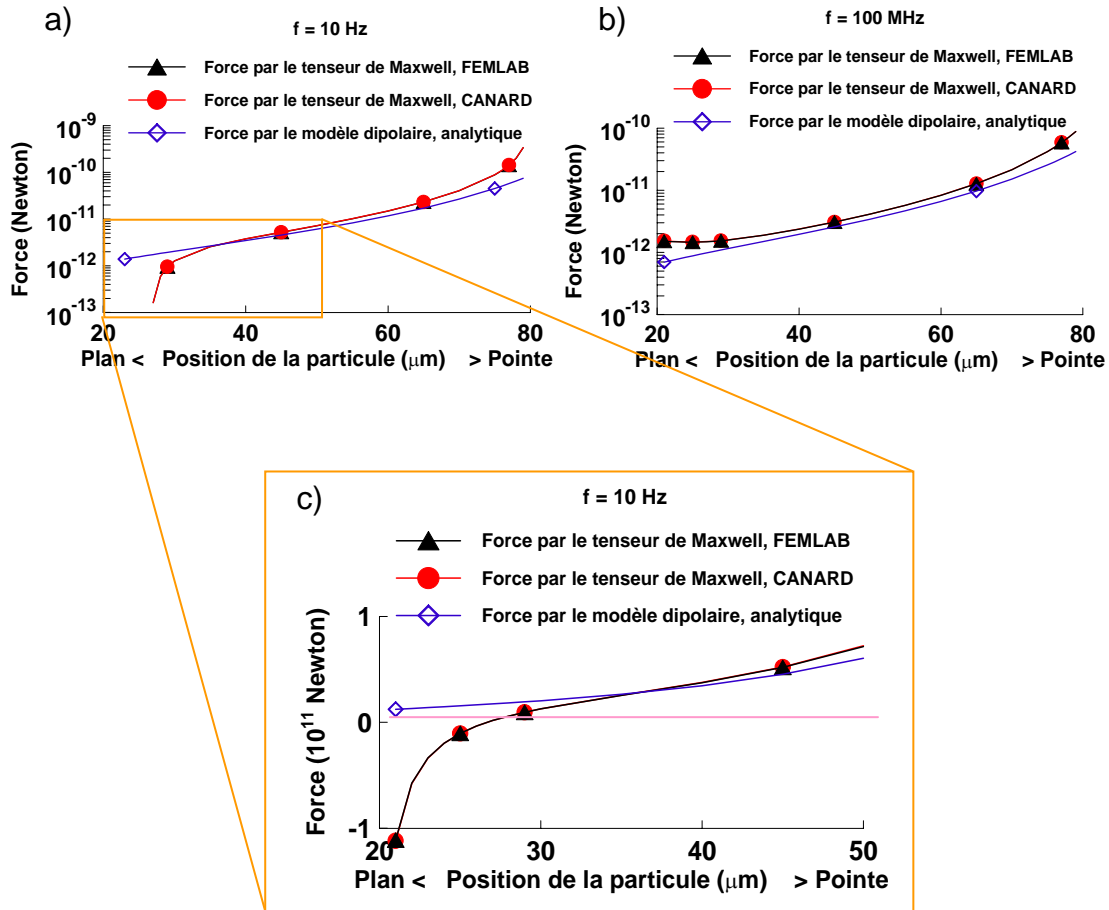 a)
f = 10 Hz
Force par le tenseur de Maxwell, FEMLAB
Force par le tenseur de Maxwell, CANARD
Force par le modèle dipolaire, analytique
Force (Newton)
10-9
10-10
10-11
10-12
10-13
20 40 60 80
Plan < Position de la particule (μm) > Pointe
b)
f = 100 MHz
Force par le tenseur de Maxwell, FEMLAB
Force par le tenseur de Maxwell, CANARD
Force par le modèle dipolaire, analytique
Force (Newton)
10-10
10-11
10-12
10-13
20 40 60 80
Plan < Position de la particule (μm) > Pointe
c)
f = 10 Hz
Force par le tenseur de Maxwell, FEMLAB
Force par le tenseur de Maxwell, CANARD
Force par le modèle dipolaire, analytique
Force (10^11 Newton)
1
0
-1
20 30 40 50
Plan < Position de la particule (μm) > Pointe